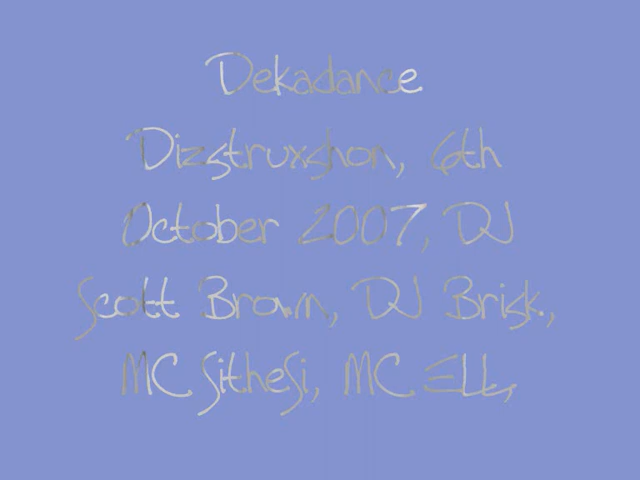 Dekadance
Dizstruxshon, 6th
October 2007, DJ
Scott Brown, DJ Brisk,
MC SitheSi, MC ELL,